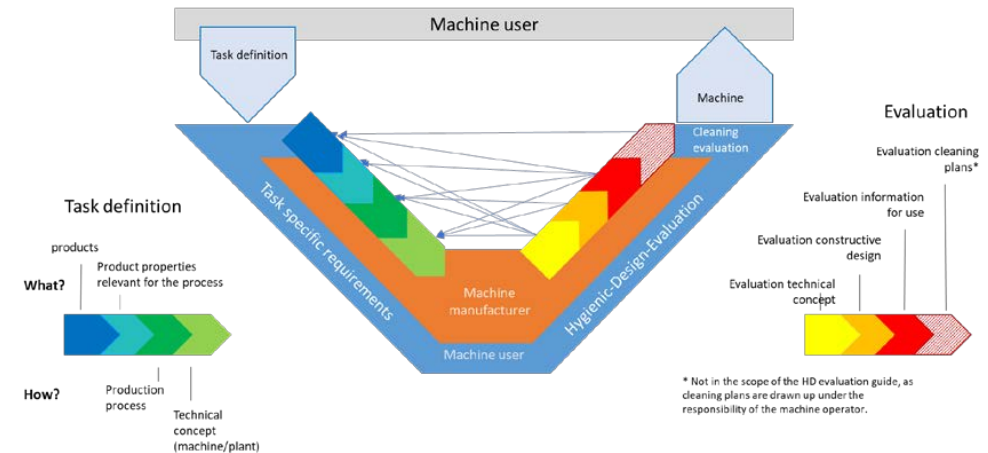 Machine user
Task definition
Machine
Cleaning
evaluation
Task specific requirements
Hygienic-Design-Evaluation
Machine
manufacturer
Machine user
Task definition
products
What?
Product properties
relevant for the process
How?
Production
process
Technical
concept
(machine/plant)
Evaluation
Evaluation cleaning
plans*
Evaluation information
for use
Evaluation constructive
design
Evaluation technical
concept
* Not in the scope of the HD evaluation guide, as
cleaning plans are drawn up under the
responsibility of the machine operator.